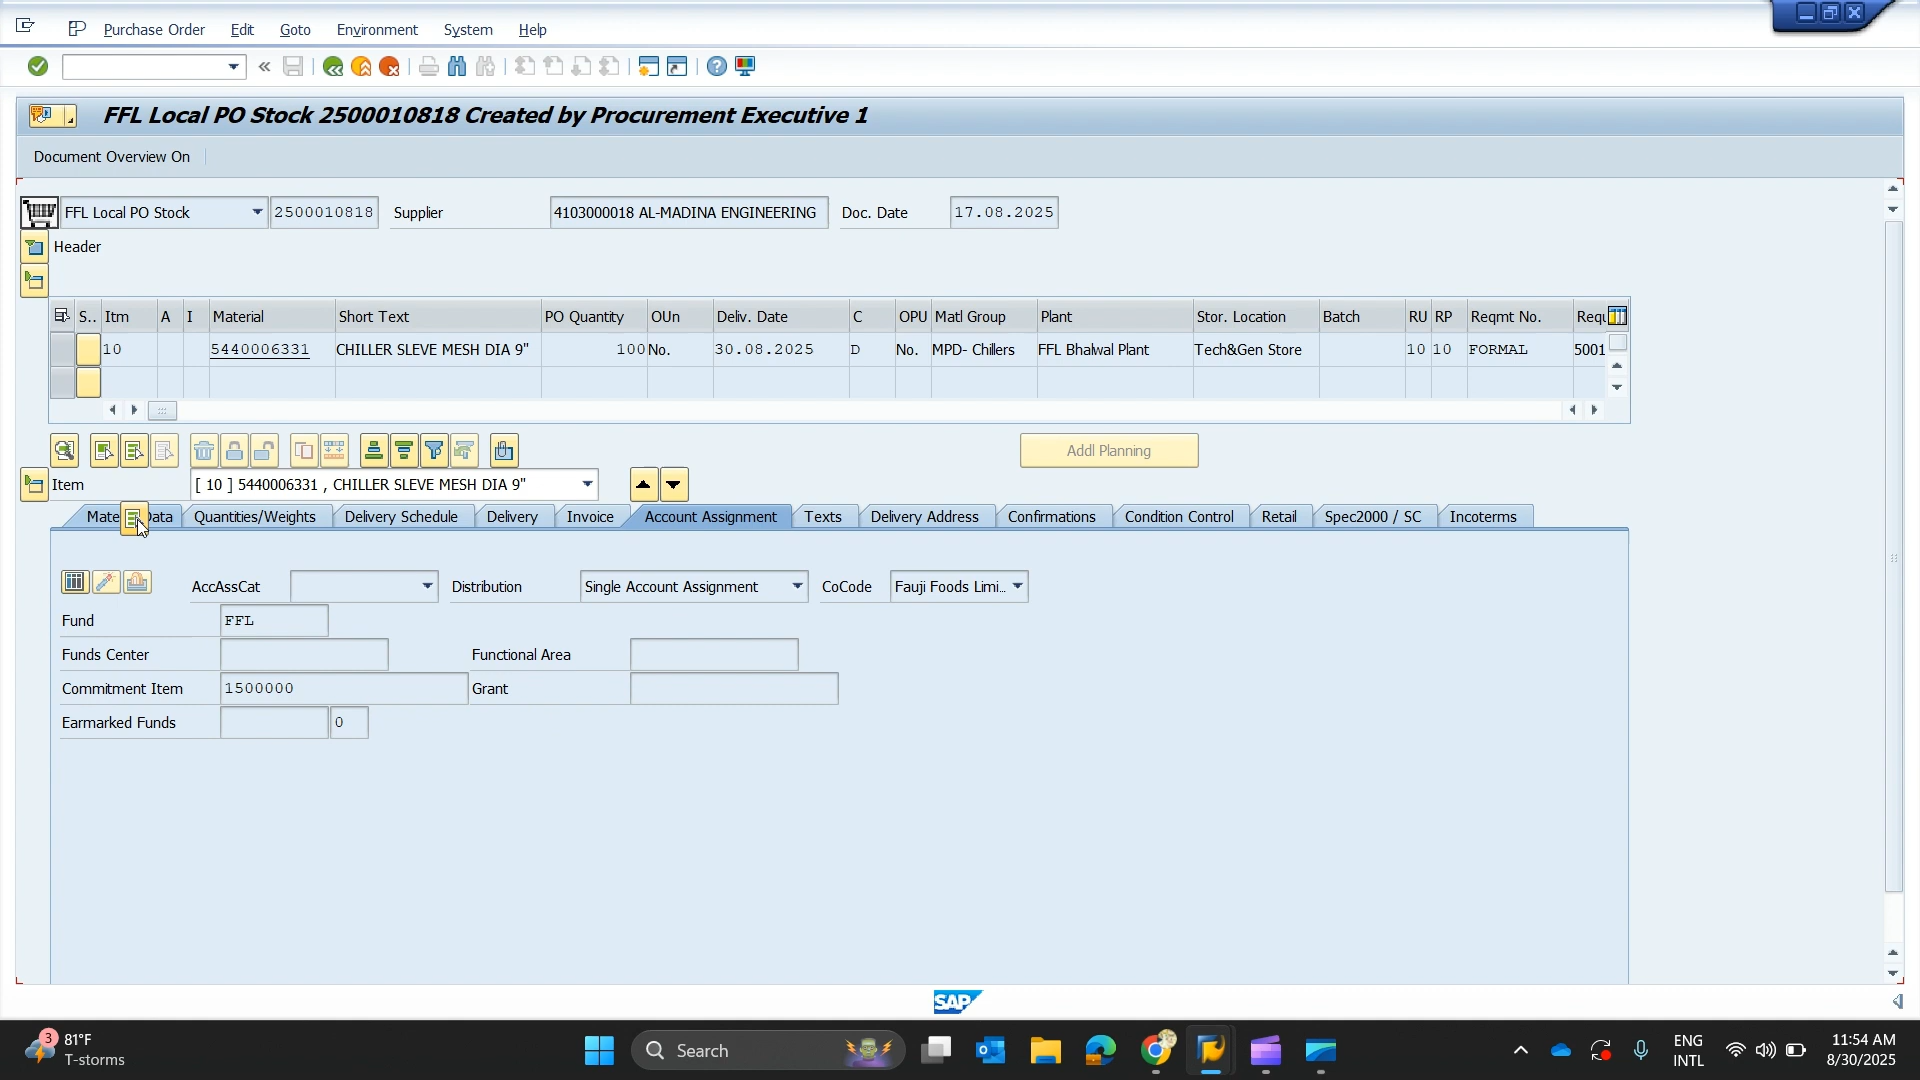 Purchase Order Edit Goto Environment System Help
FFL Local PO Stock 2500010818 Created by Procurement Executive 1
Document Overview On
FFL Local PO Stock 2500010818 Supplier 4103000018 AL-MADINA ENGINEERING Doc. Date 17.08.2025
Header
S.. Itm A I Material Short Text PO Quantity OUn Deliv. Date C OPU Matl Group Plant Stor. Location Batch RU RP Reqmt No. Requ
10 5440006331 CHILLER SLEVE MESH DIA 9" 100 No. 30.08.2025 D No. MPD- Chillers FFL Bhalwal Plant Tech&Gen Store 10 10 FORMAL 5001
Addl Planning
Item [ 10 ] 5440006331 , CHILLER SLEVE MESH DIA 9"
Mate Data Quantities/Weights Delivery Schedule Delivery Invoice Account Assignment Texts Delivery Address Confirmations Condition Control Retail Spec2000 / SC Incoterms
AccAssCat Distribution Single Account Assignment CoCode Fauji Foods Limi...
Fund FFL
Funds Center Functional Area
Commitment Item 1500000 Grant
Earmarked Funds 0
SAP
3 81°F
T-storms
Search
ENG
INTL
11:54 AM
8/30/2025